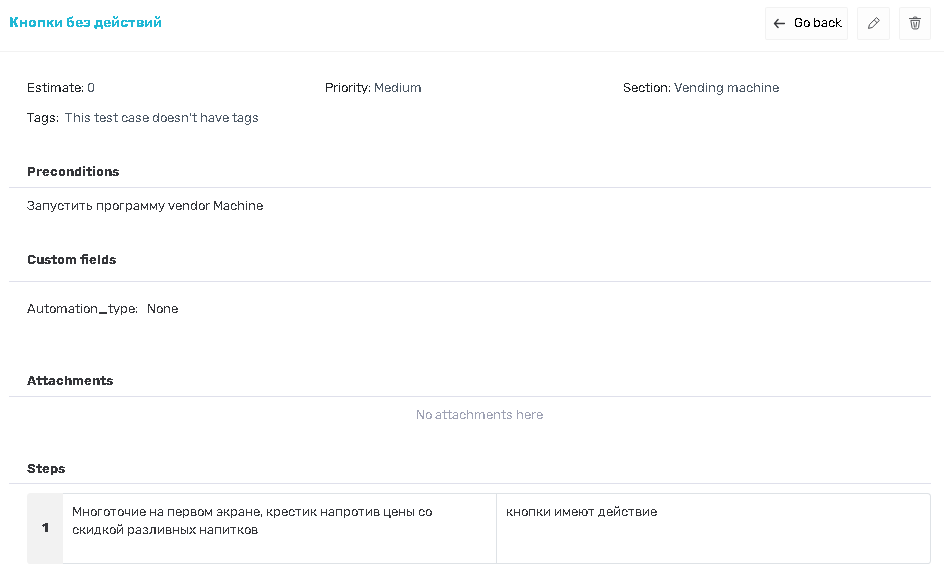 Кнопки без действий
Go back
Estimate: 0
Priority: Medium
Section: Vending machine
Tags: This test case doesn't have tags
Preconditions
Запустить программу vendor Machine
Custom fields
Automation_type: None
Attachments
No attachments here
Steps
1
Многоточие на первом экране, крестик напротив цены со
скидкой разливных напитков
кнопки имеют действие